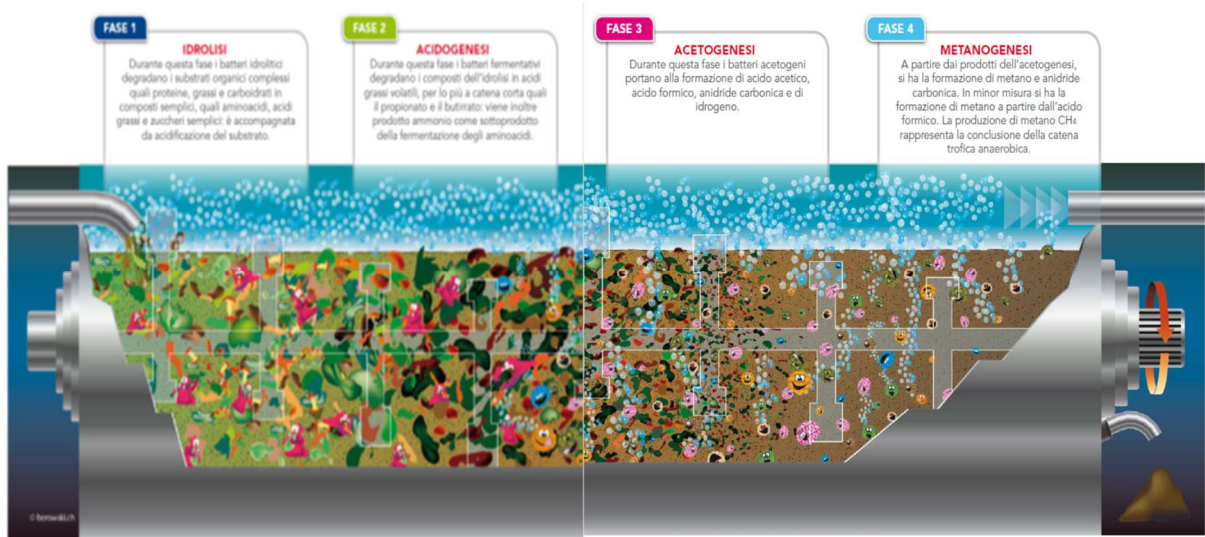 FASE 1
IDROLISI
Durante questa fase i batteri idrolitici
degradano i substrati organici complessi
quali proteine, grassi e carboidrati in
composti semplici, quali aminoacidi, acidi
grassi e zuccheri semplici: è accompagnata
da acidificazione del substrato.
FASE 2
ACIDOGENESI
Durante questa fase i batteri fermentativi
degradano i composti dell'idrolisi in acidi
grassi volatili, per lo più a catena corta quali
il propionato e il butirrato: viene inoltre
prodotto ammonio come sottoprodotto
della fermentazione degli aminoacidi.
FASE 3
ACETOGENESI
Durante questa fase i batteri acetogeni
portano alla formazione di acido acetico,
acido formico, anidride carbonica e di
idrogeno.
FASE 4
METANOGENESI
A partire dai prodotti dell'acetogenesi,
si ha la formazione di metano e anidride
carbonica. In minor misura si ha la
formazione di metano a partire dall'acido
formico. La produzione di metano CH₄
rappresenta la conclusione della catena
trofica anaerobica.
© borowski.ch